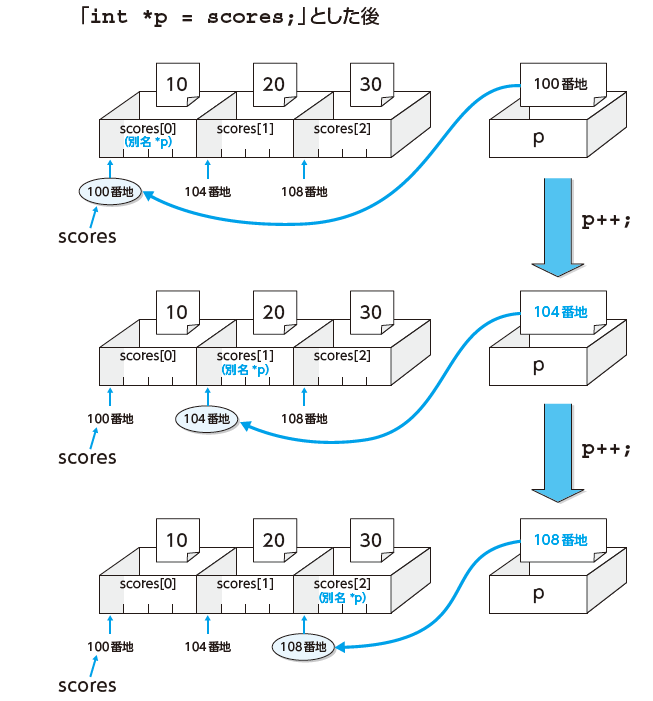 「int *p = scores;」とした後
10 20 30 100番地
scores[0] scores[1] scores[2] p
(別名 *p)
100番地 104番地 108番地
scores
p++;
10 20 30 104番地
scores[0] scores[1] scores[2] p
(別名 *p)
100番地 104番地 108番地
scores
p++;
10 20 30 108番地
scores[0] scores[1] scores[2] p
(別名 *p)
100番地 104番地 108番地
scores